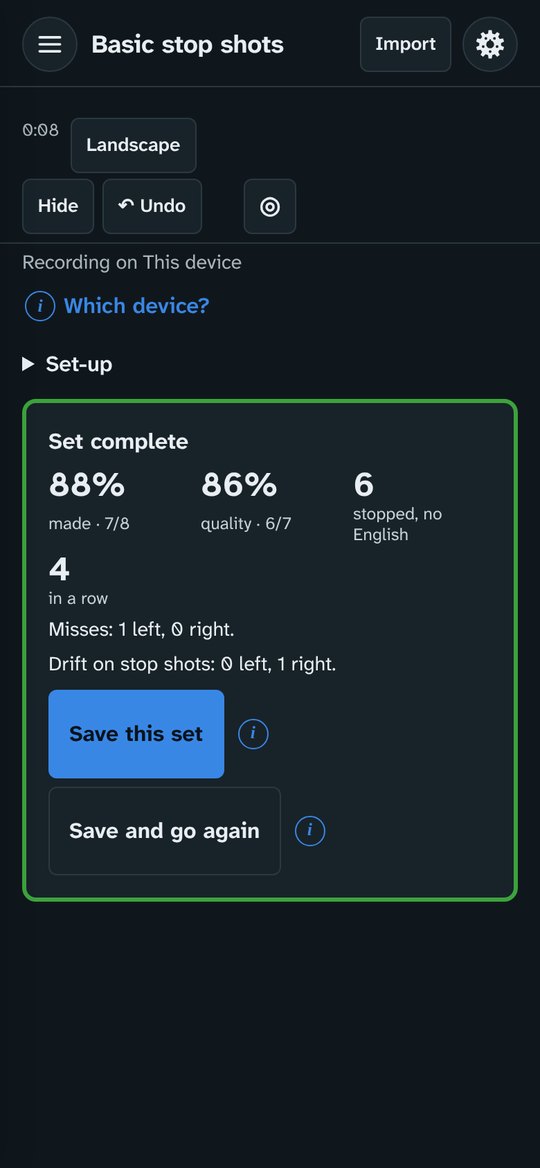 Basic stop shots
Import
0:08
Landscape
Hide
↶ Undo
◎
Recording on This device
i Which device?
▶ Set-up
Set complete
88%
made · 7/8
86%
quality · 6/7
6
stopped, no
English
4
in a row
Misses: 1 left, 0 right.
Drift on stop shots: 0 left, 1 right.
Save this set
i
Save and go again
i